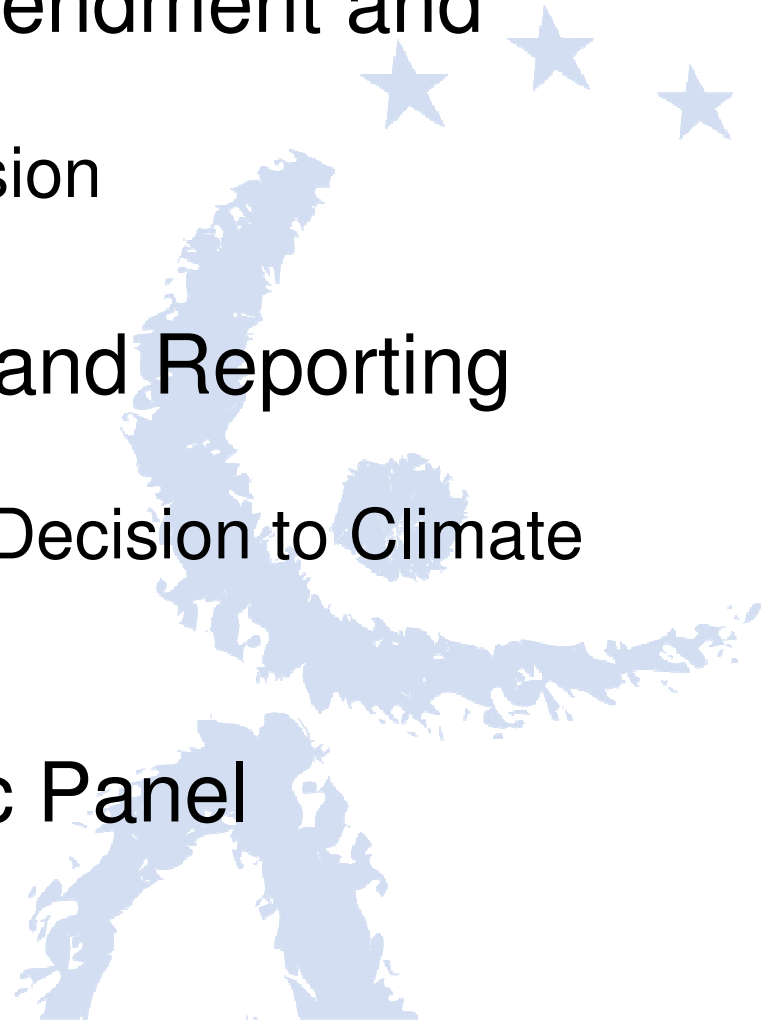 endment and
sion
and Reporting
Decision to Climate
c Panel